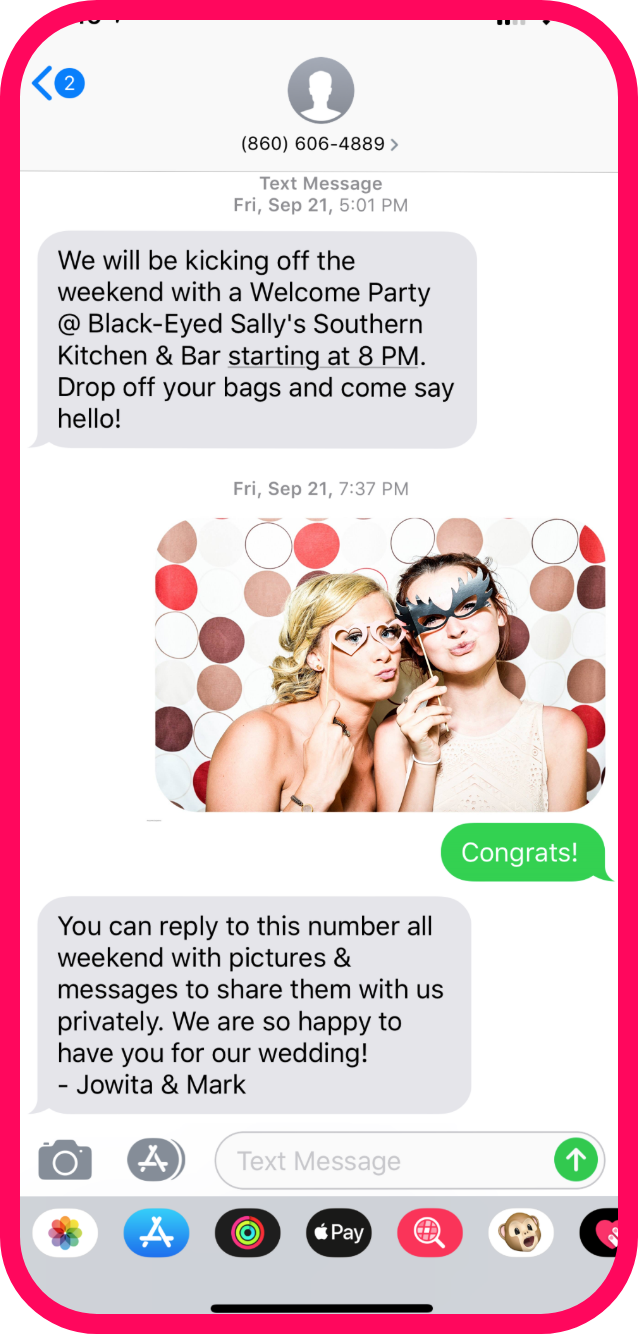 2
(860) 606-4889 >
Text Message
Fri, Sep 21, 5:01 PM
We will be kicking off the
weekend with a Welcome Party
@ Black-Eyed Sally's Southern
Kitchen & Bar starting at 8 PM.
Drop off your bags and come say
hello!
Fri, Sep 21, 7:37 PM
Congrats!
You can reply to this number all
weekend with pictures &
messages to share them with us
privately. We are so happy to
have you for our wedding!
- Jowita & Mark
Text Message
Pay